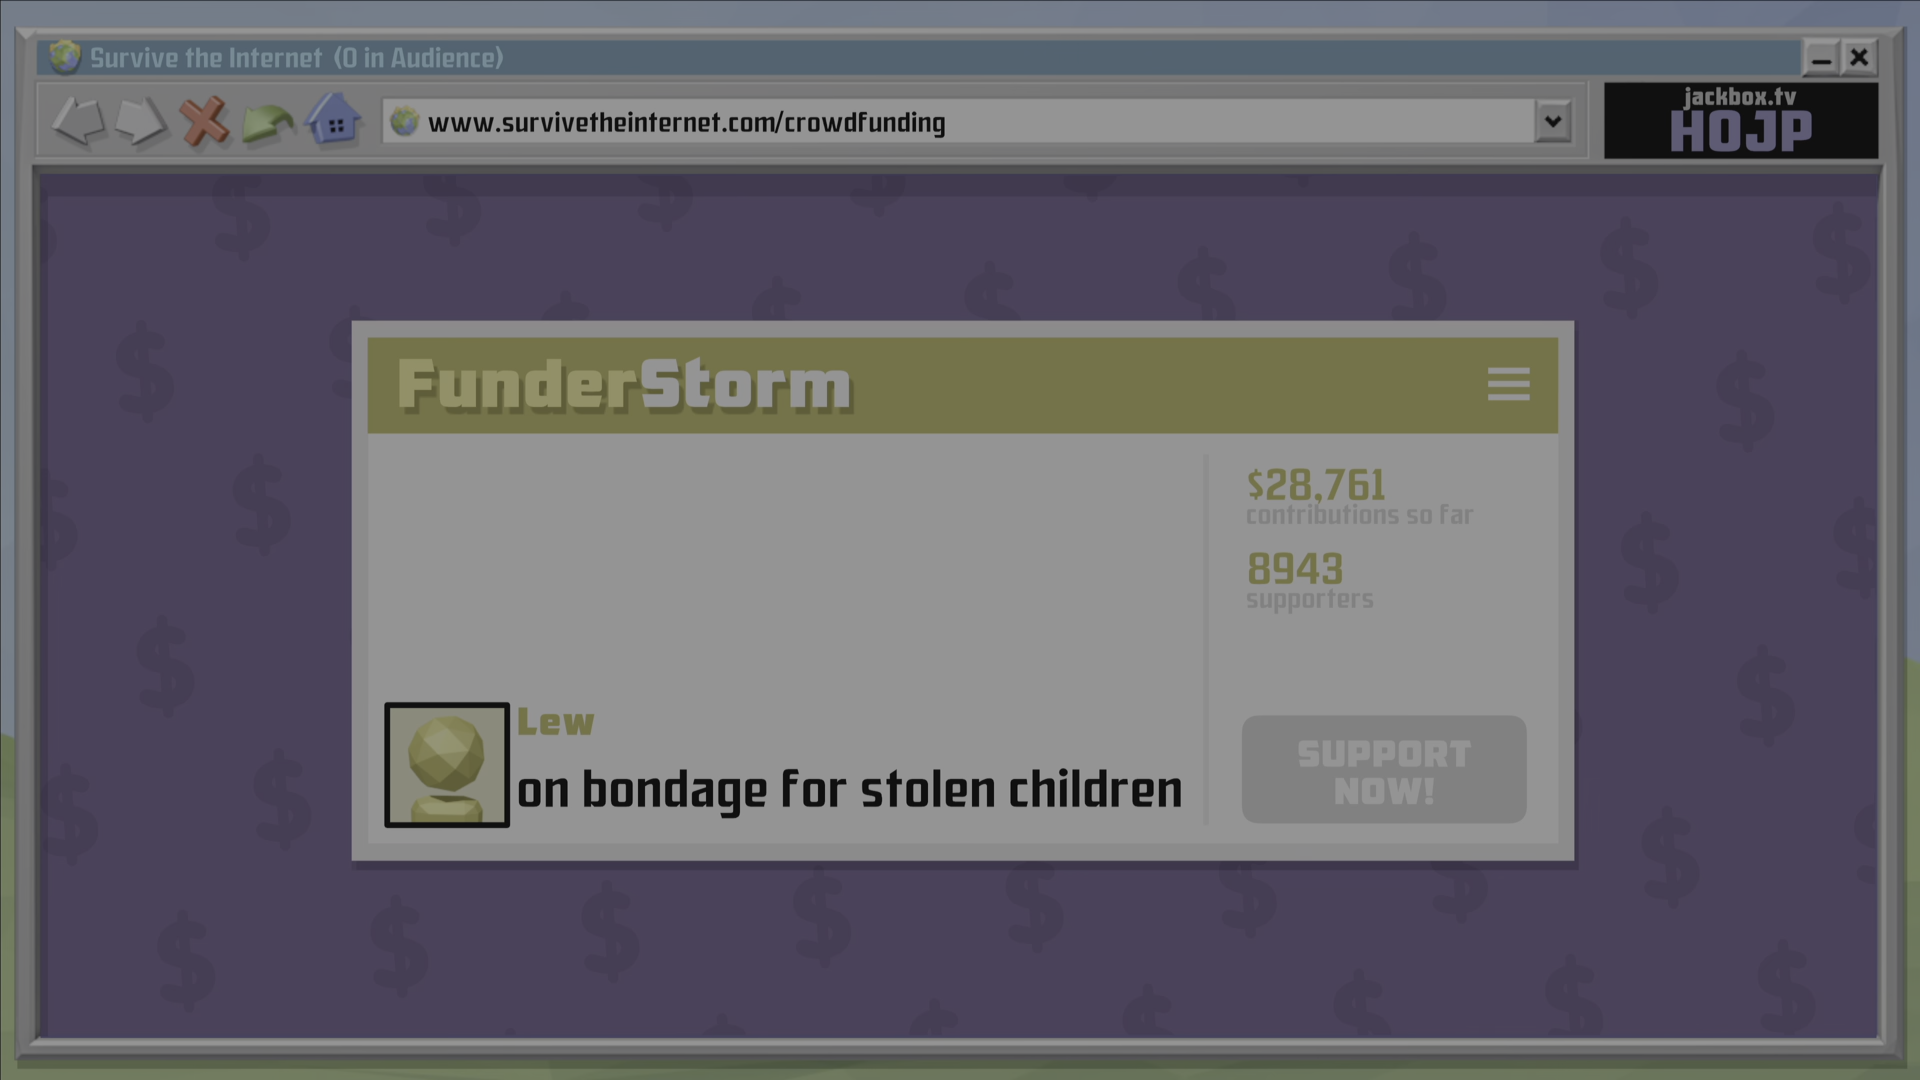 Survive the Internet (0 in Audience)
www.survivetheinternet.com/crowdfunding
jackbox.tv
HOJP
FunderStorm
$28,761
contributions so far
8943
supporters
Lew
on bondage for stolen children
SUPPORT
NOW!